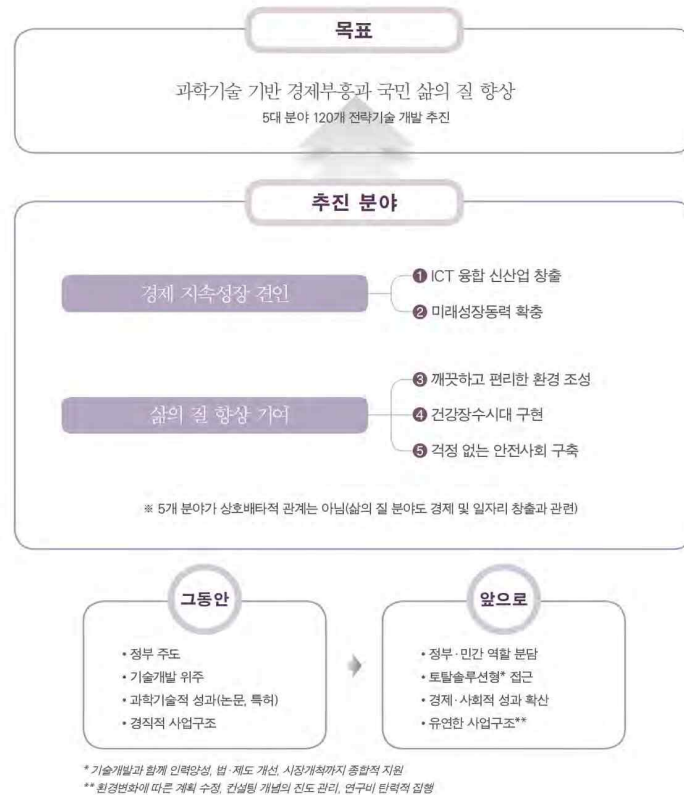 목표
과학기술 기반 경제부흥과 국민 삶의 질 향상
5대 분야 120개 전략기술 개발 추진
추진 분야
경제 지속성장 견인
❶ ICT 융합 신산업 창출
❷ 미래성장동력 확충
삶의 질 향상 기여
❸ 깨끗하고 편리한 환경 조성
❹ 건강장수시대 구현
❺ 걱정 없는 안전사회 구축
※ 5개 분야가 상호배타적 관계는 아님(삶의 질 분야도 경제 및 일자리 창출과 관련)
그동안
• 정부 주도
• 기술개발 위주
• 과학기술적 성과(논문, 특허)
• 경직적 사업구조
앞으로
• 정부·민간 역할 분담
• 토탈솔루션형* 접근
• 경제·사회적 성과 확산
• 유연한 사업구조**
* 기술개발과 함께 인력양성, 법·제도 개선, 시장개척까지 종합적 지원
** 환경변화에 따른 계획 수정, 컨설팅 개념의 진도 관리, 연구비 탄력적 집행